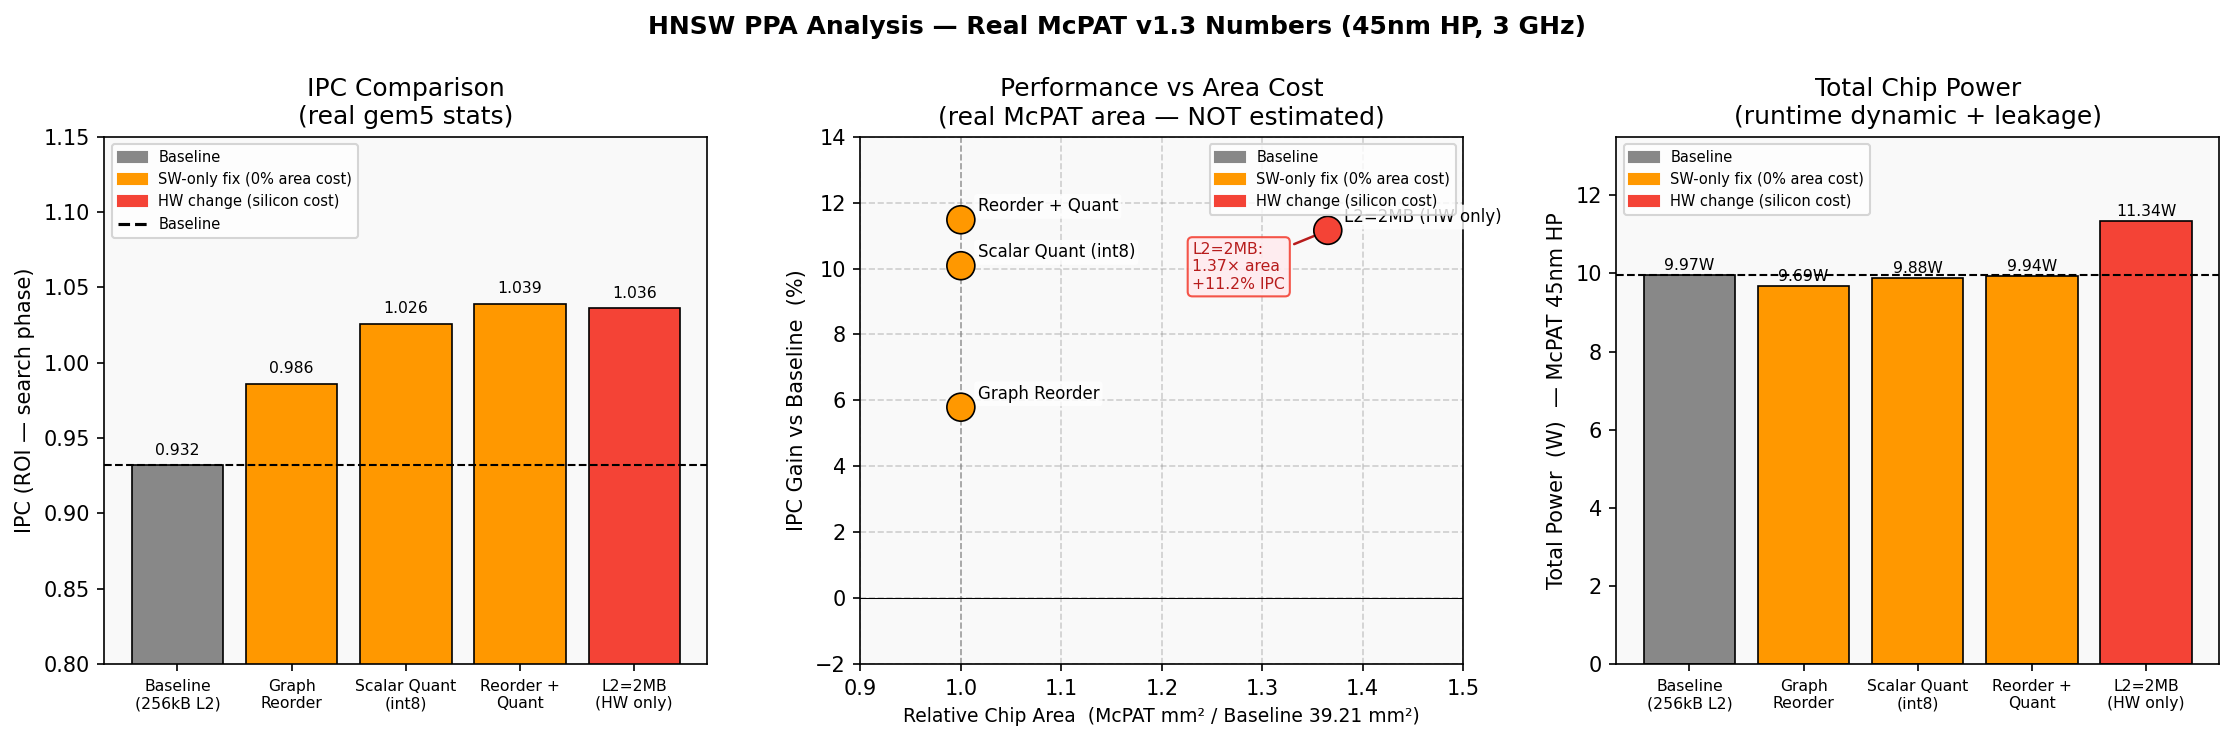 HNSW PPA Analysis — Real McPAT v1.3 Numbers (45nm HP, 3 GHz)
IPC Comparison
(real gem5 stats)
IPC (ROI — search phase)
1.15
1.10
1.05
1.00
0.95
0.90
0.85
0.80
Baseline
SW-only fix (0% area cost)
HW change (silicon cost)
Baseline
0.932
0.986
1.026
1.039
1.036
Baseline
(256kB L2)
Graph
Reorder
Scalar Quant
(int8)
Reorder +
Quant
L2=2MB
(HW only)
Performance vs Area Cost
(real McPAT area — NOT estimated)
IPC Gain vs Baseline (%)
14
12
10
8
6
4
2
0
−2
Baseline
SW-only fix (0% area cost)
HW change (silicon cost)
Reorder + Quant
L2=2MB (HW only)
Scalar Quant (int8)
L2=2MB:
1.37× area
+11.2% IPC
Graph Reorder
0.9 1.0 1.1 1.2 1.3 1.4 1.5
Relative Chip Area (McPAT mm² / Baseline 39.21 mm²)
Total Chip Power
(runtime dynamic + leakage)
Total Power (W) — McPAT 45nm HP
12
10
8
6
4
2
0
Baseline
SW-only fix (0% area cost)
HW change (silicon cost)
9.97W
9.69W
9.88W
9.94W
11.34W
Baseline
(256kB L2)
Graph
Reorder
Scalar Quant
(int8)
Reorder +
Quant
L2=2MB
(HW only)